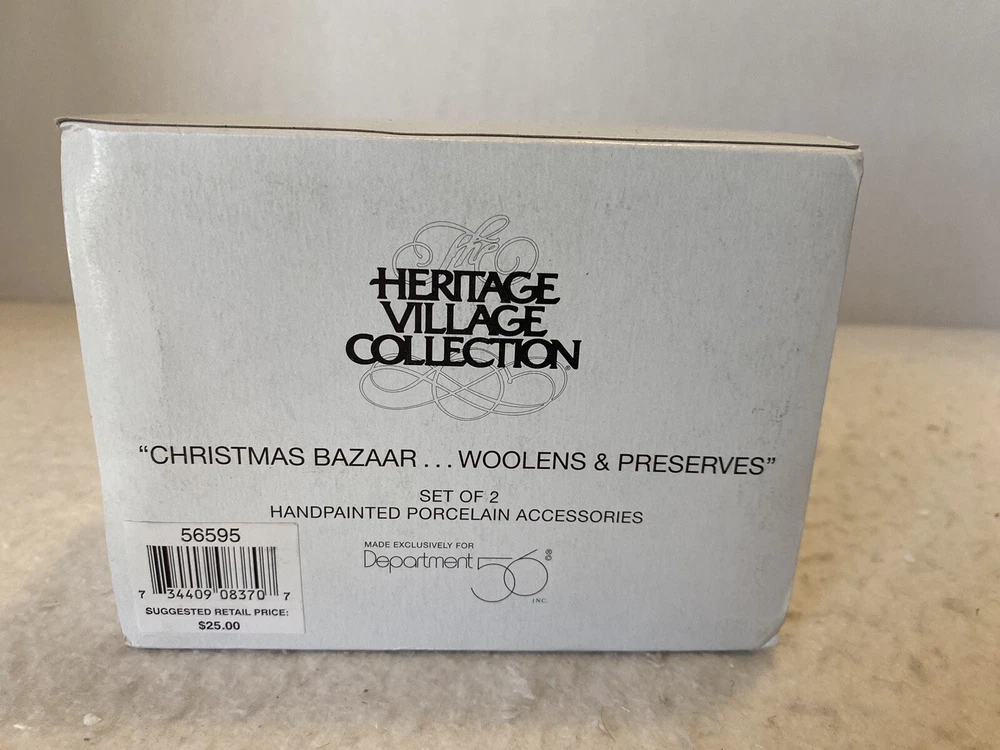 The
HERITAGE
VILLAGE
COLLECTION®
“CHRISTMAS BAZAAR . . . WOOLENS & PRESERVES”
SET OF 2
HANDPAINTED PORCELAIN ACCESSORIES
56595
7 34409 08370 7
SUGGESTED RETAIL PRICE:
$25.00
MADE EXCLUSIVELY FOR
Department 56 ©®
INC.